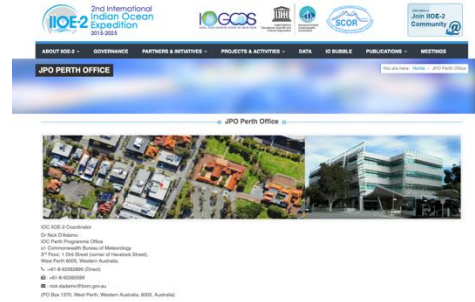 IIOE-2
2nd International
Indian Ocean
Expedition
2015-2025
IOGOOS
SCOR
Join IIOE-2
Community
ABOUT IIOE-2
GOVERNANCE
PARTNERS & INITIATIVES
PROJECTS & ACTIVITIES
DATA
IO BUBBLE
PUBLICATIONS
MEETINGS
JPO PERTH OFFICE
You are here: Home JPO Perth Office
JPO Perth Office
IOC IIOE-2 Coordinator
Dr Nick D'Adamo
IOC Perth Programme Office
c/- Commonwealth Bureau of Meteorology
3rd Floor, 1 Ord Street (corner of Havelock Street),
West Perth 6005, Western Australia.
: +61-8-92262899 (Direct)
: +61-8-92260599
: nick.dadamo@bom.gov.au
(PO Box 1370, West Perth, Western Australia, 6005, Australia)